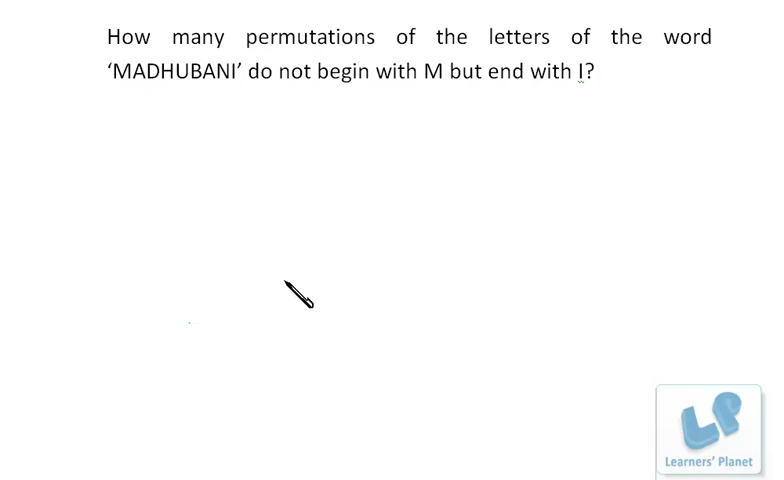 How many permutations of the letters of the word
‘MADHUBANI’ do not begin with M but end with I?
LP
Learners’ Planet